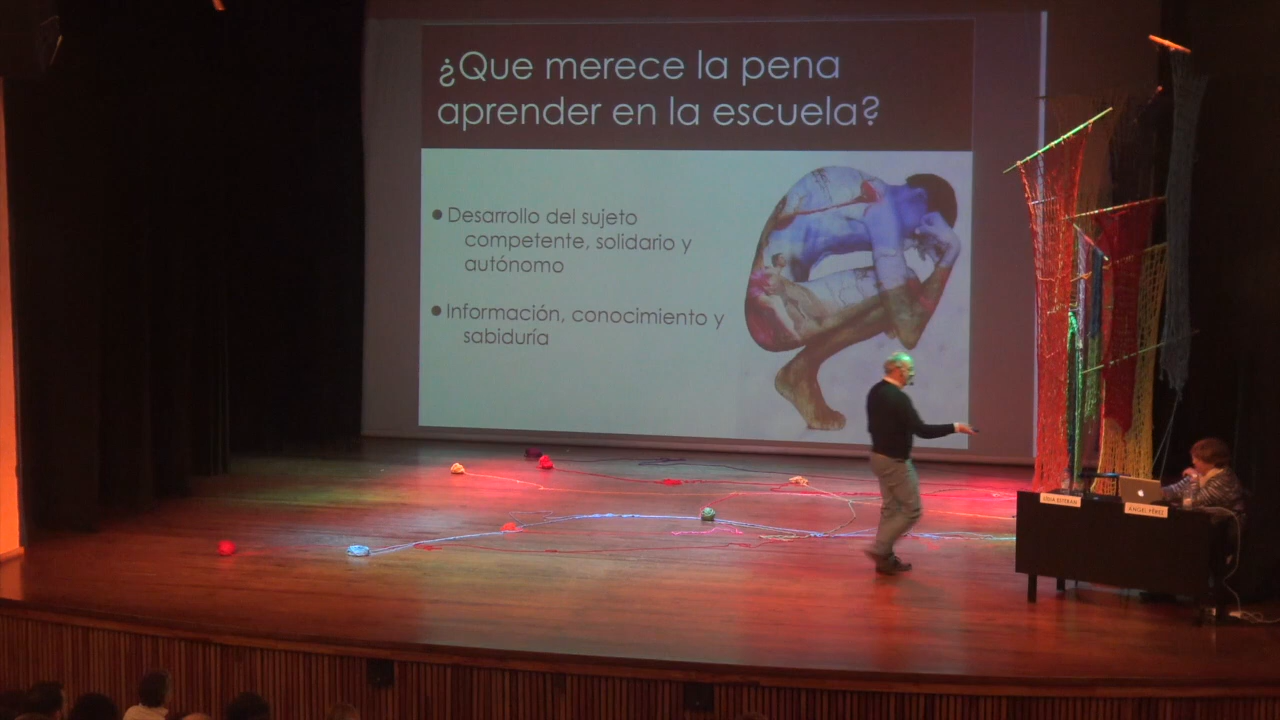 ¿Que merece la pena
aprender en la escuela?
● Desarrollo del sujeto
competente, solidario y
autónomo
● Información, conocimiento y
sabiduría
LIDIA ESTEBAN
ANGEL PÉREZ